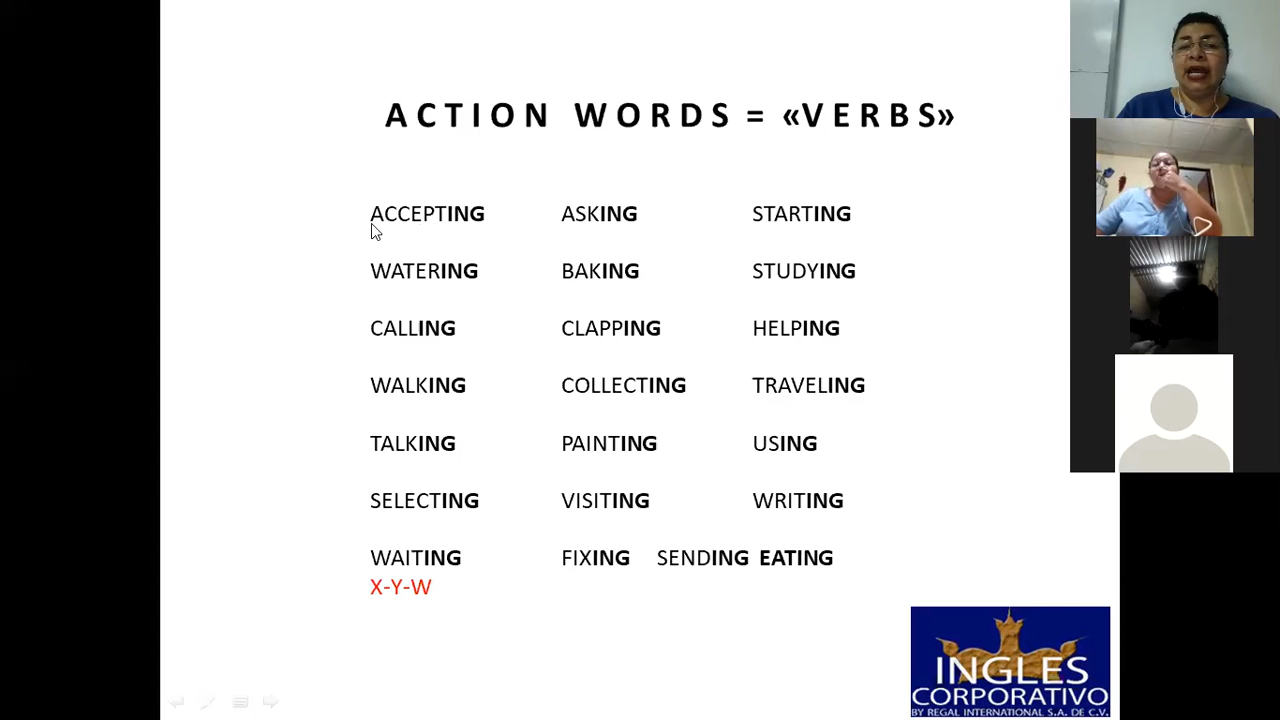 ACTION WORDS = «VERBS»
ACCEPTING ASKING STARTING
WATERING BAKING STUDYING
CALLING CLAPPING HELPING
WALKING COLLECTING TRAVELING
TALKING PAINTING USING
SELECTING VISITING WRITING
WAITING FIXING SENDING EATING
X-Y-W
INGLES
CORPORATIVO
BY REGAL INTERNATIONAL S.A. DE C.V.